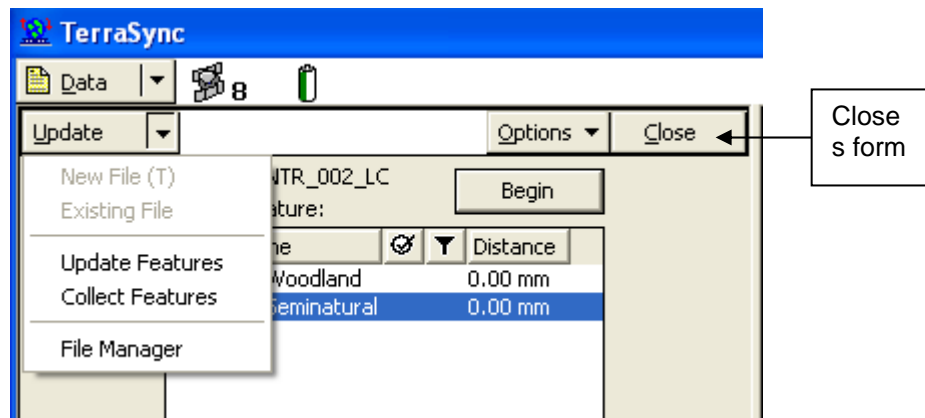 TerraSync
Data 8
Update Options Close
New File (T)
Existing File
Update Features
Collect Features
File Manager
NTR_002_LC
ature:
Begin
ne Distance
Woodland 0.00 mm
Seminatural 0.00 mm
Close
s form